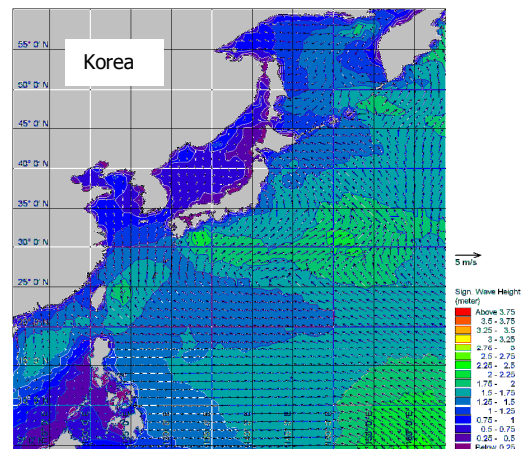 Korea
55° 0' N
50° 0' N
45° 0' N
40° 0' N
35° 0' N
30° 0' N
25° 0' N
5 m/s
Sign. Wave Height
(meter)
Above 3.75
3.5 - 3.75
3.25 - 3.5
3 - 3.25
2.75 - 3
2.5 - 2.75
2.25 - 2.5
2 - 2.25
1.75 - 2
1.5 - 1.75
1.25 - 1.5
1 - 1.25
0.75 - 1
0.5 - 0.75
0.25 - 0.5
Below 0.25